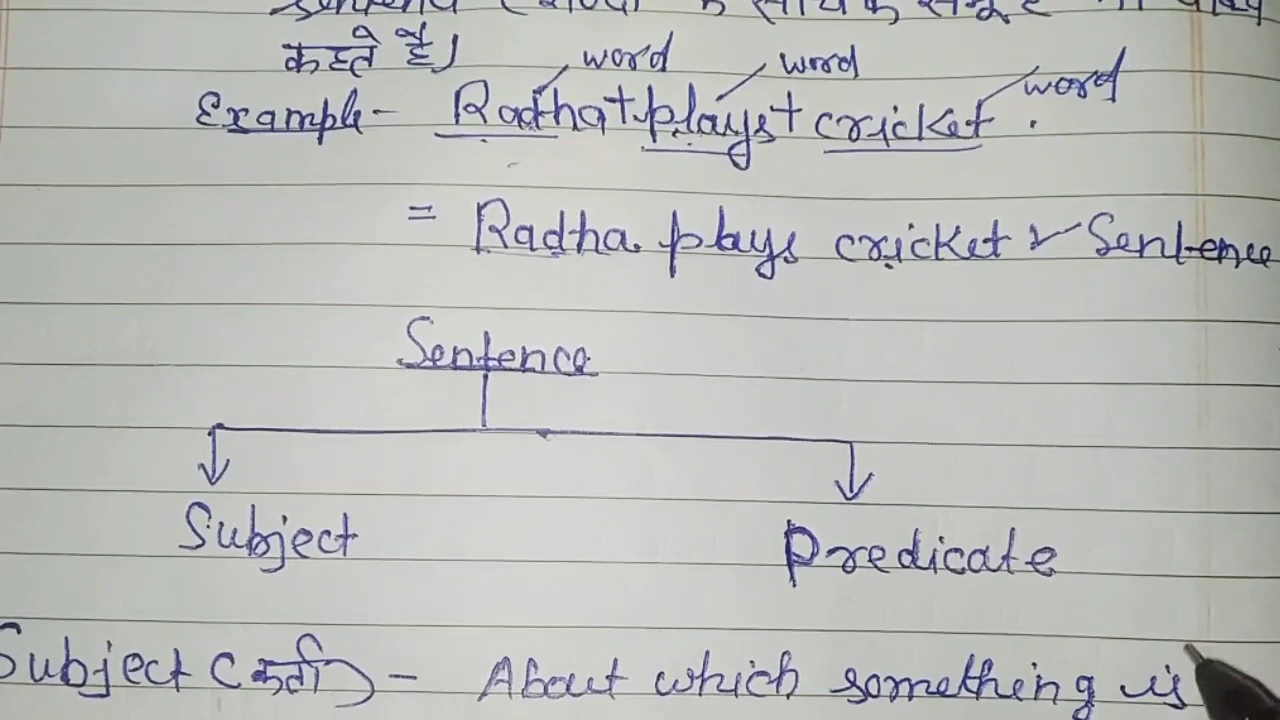 कहते है।
word word word
Example - Radha + plays + cricket .
= Radha plays cricket Sentence
Sentence
Subject Predicate
Subject (कर्ता) - About which something is